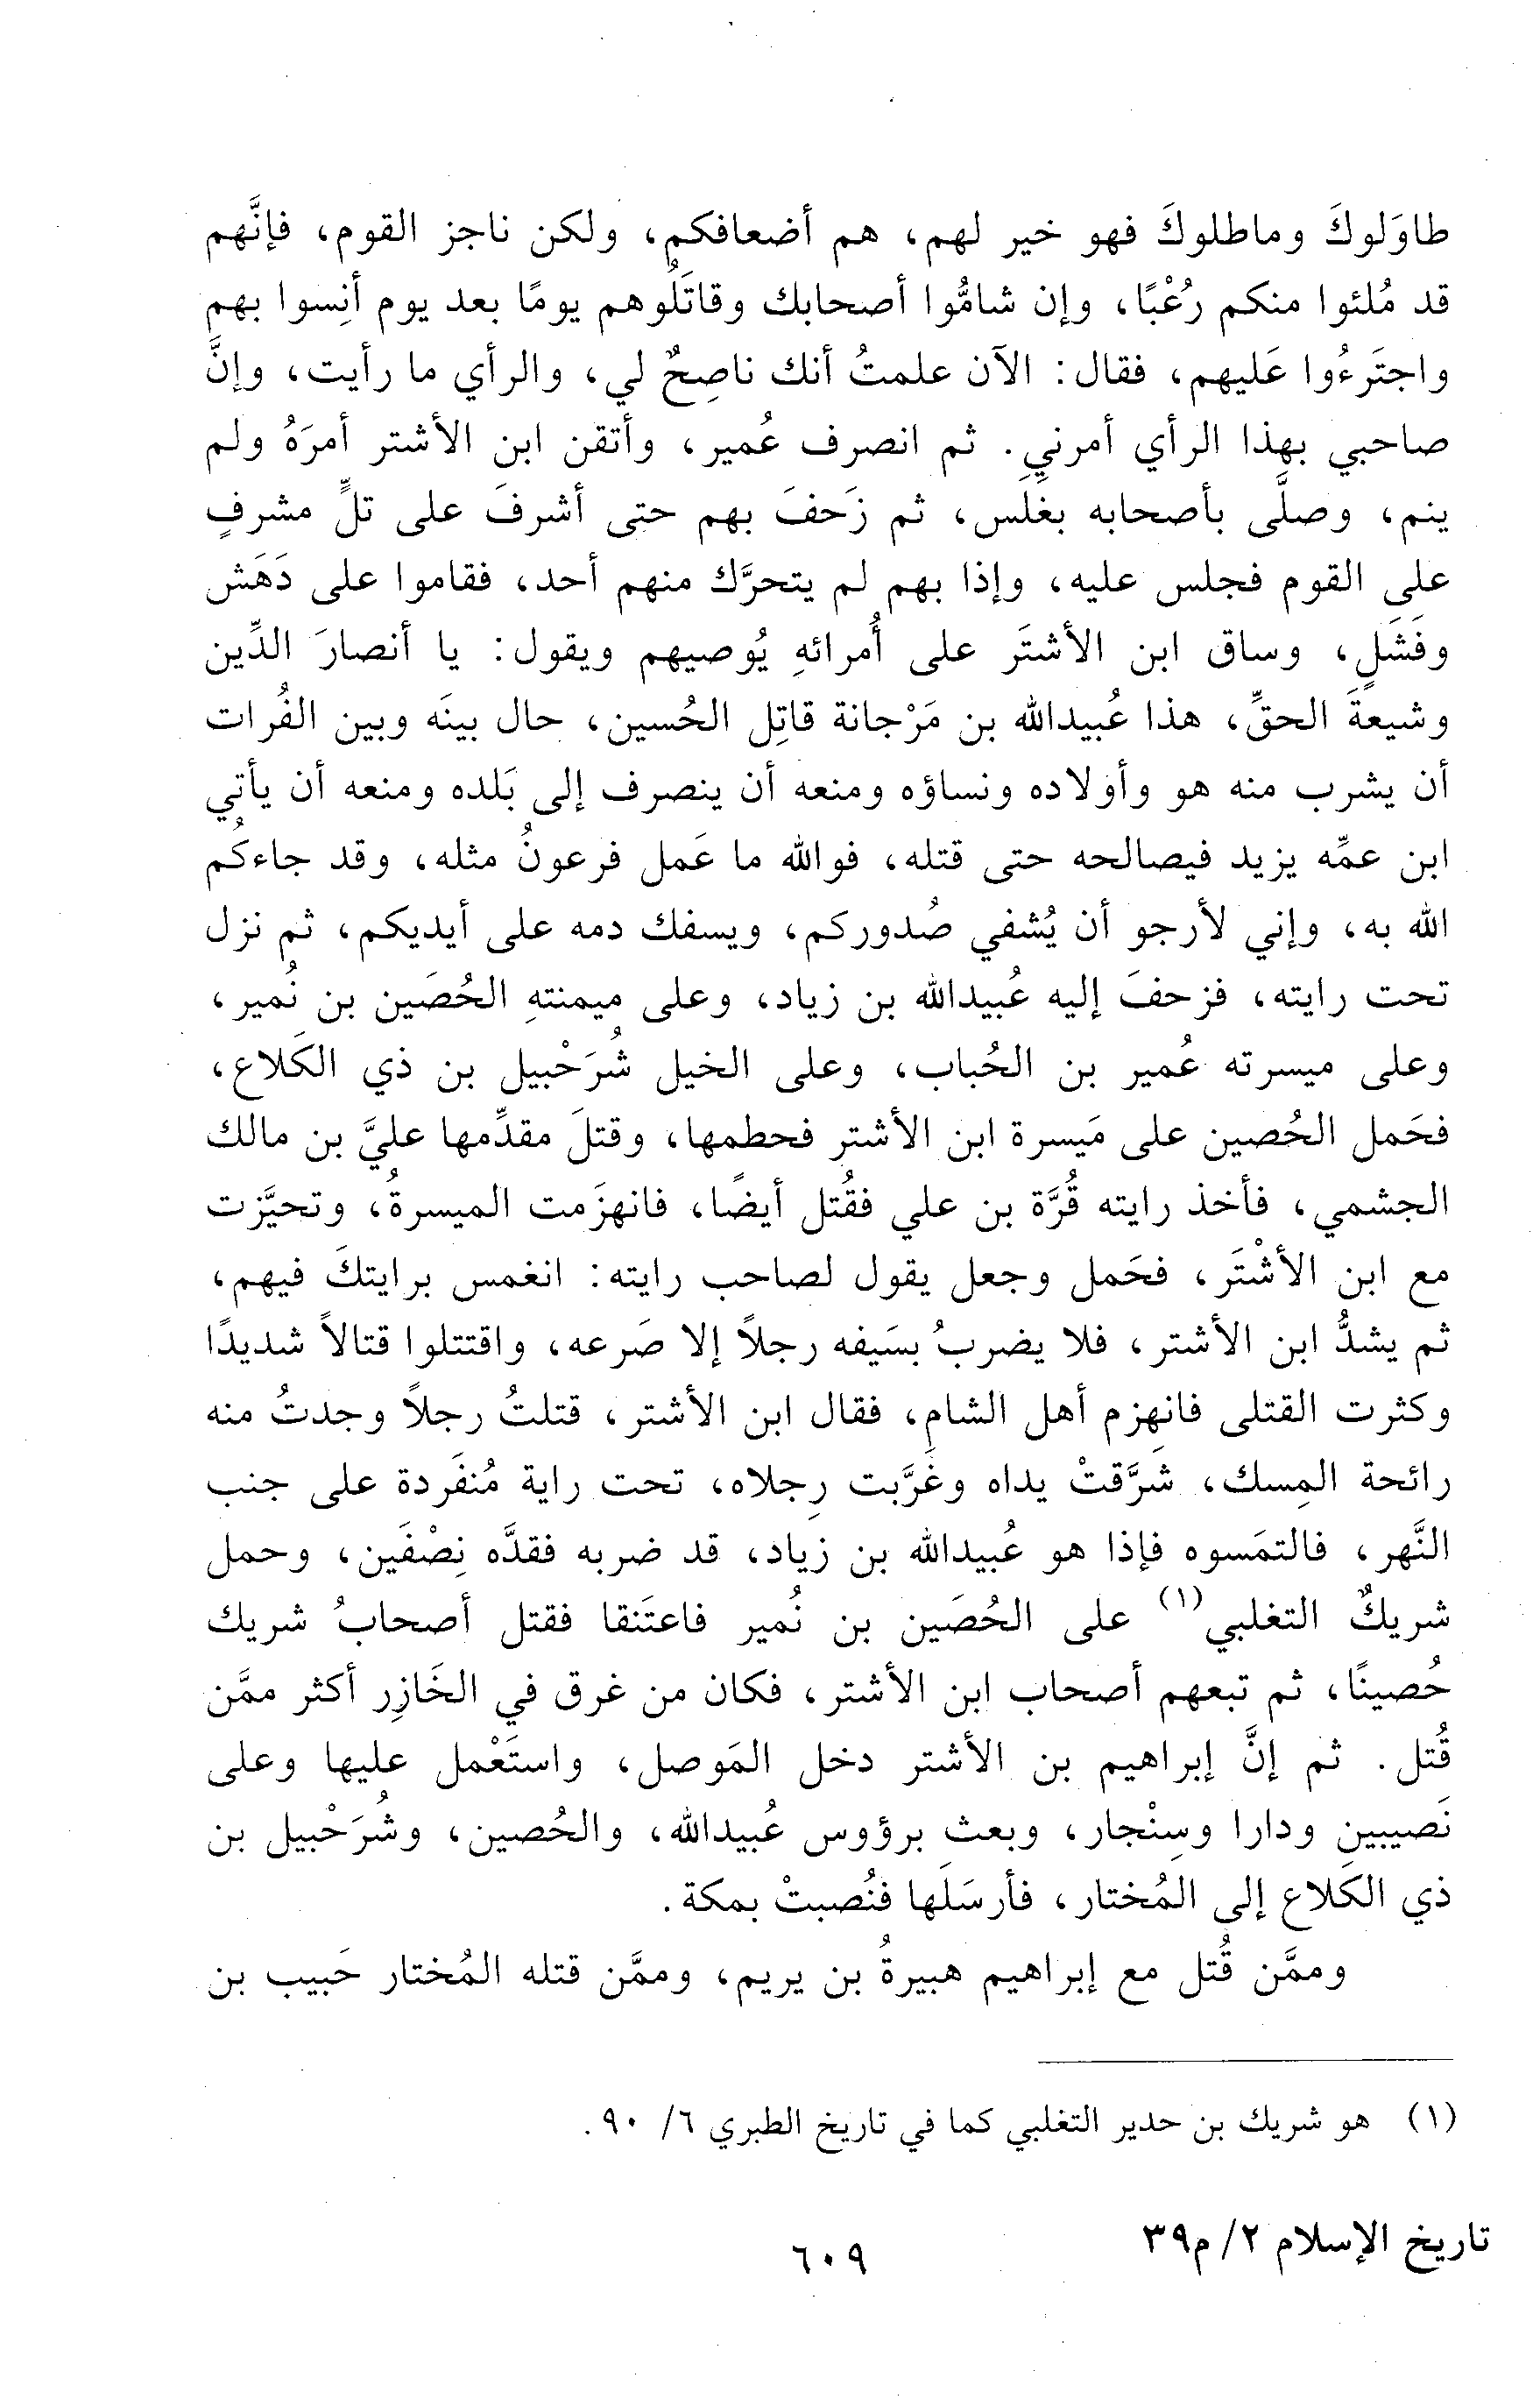 طاوَلوكَ وماطلوكَ فهو خير لهم، هم أضعافكم، ولكن ناجز القوم، فإنَّهم
قد مُلئوا منكم رُعْبًا، وإن شامُّوا أصحابك وقاتَلُوهم يومًا بعد يوم أنِسوا بهم
واجتَرءُوا عَليهم، فقال: الآن علمتُ أنك ناصِحٌ لي، والرأي ما رأيت، وإنَّ
صاحبي بهذا الرأي أمرني. ثم انصرف عُمير، وأتقن ابن الأشتر أمرَهُ ولم
ينم، وصلَّى بأصحابه بغَلَسِ، ثم زَحفَ بهم حتى أشرفَ على تلٍّ مشرفٍ
على القوم فجلس عليه، وإذا بهم لم يتحرَّك منهم أحد، فقاموا على دَهَش
وفَشَلٍ، وساق ابن الأشتَر على أُمرائهِ يُوصيهم ويقول: يا أنصارَ الدِّين
وشيعةَ الحقِّ، هذا عُبيدالله بن مَرْجانة قاتِل الحُسين، حال بينَه وبين الفُرات
أن يشرب منه هو وأولاده ونساؤه ومنعه أن ينصرف إلى بَلده ومنعه أن يأتي
ابن عمِّه يزيد فيصالحه حتى قتله، فوالله ما عَمل فرعونُ مثله، وقد جاءكُم
الله به، وإني لأرجو أن يُشفي صُدوركم، ويسفك دمه على أيديكم، ثم نزل
تحت رايته، فزحفَ إليه عُبيدالله بن زياد، وعلى ميمنتهِ الحُصَين بن نُمير،
وعلى ميسرته عُمير بن الحُباب، وعلى الخيل شُرَحْبيل بن ذي الكَلاع،
فحَمل الحُصين على مَيسرة ابن الأشتر فحطمها، وقتلَ مقدِّمها عليَّ بن مالك
الجشمي، فأخذ رايته قُرَّة بن علي فقُتل أيضًا، فانهزَمت الميسرةُ، وتحيَّزت
مع ابن الأشْتَر، فحَمل وجعل يقول لصاحب رايته: انغمس برايتكَ فيهم،
ثم يشدُّ ابن الأشتر، فلا يضربُ بسَيفه رجلاً إلا صَرعه، واقتتلوا قتالاً شديدًا
وكثرت القتلى فانهزم أهل الشام، فقال ابن الأشتر، قتلتُ رجلاً وجدتُ منه
رائحة المِسك، شَرَّقتْ يداه وغَرَّبت رِجلاه، تحت راية مُنفَردة على جنب
النَّهر، فالتمَسوه فإذا هو عُبيدالله بن زياد، قد ضربه فقدَّه نِصْفَين، وحمل
شريكٌ التغلبي(١) على الحُصَين بن نُمير فاعتَنقا فقتل أصحابُ شريك
حُصينًا، ثم تبعهم أصحاب ابن الأشتر، فكان من غرق في الخَازِر أكثر ممَّن
قُتل. ثم إنَّ إبراهيم بن الأشتر دخل المَوصل، واستَعْمل عليها وعلى
نَصيبين ودارا وسِنْجار، وبعث برؤوس عُبيدالله، والحُصين، وشُرَحْبيل بن
ذي الكَلاع إلى المُختار، فأرسَلَها فنُصبتْ بمكة.
وممَّن قُتل مع إبراهيم هبيرةُ بن يريم، وممَّن قتله المُختار حَبيب بن
(١) هو شريك بن حدير التغلبي كما في تاريخ الطبري ٦/ ٩٠.
تاريخ الإسلام ٢/ م٣٩
٦٠٩